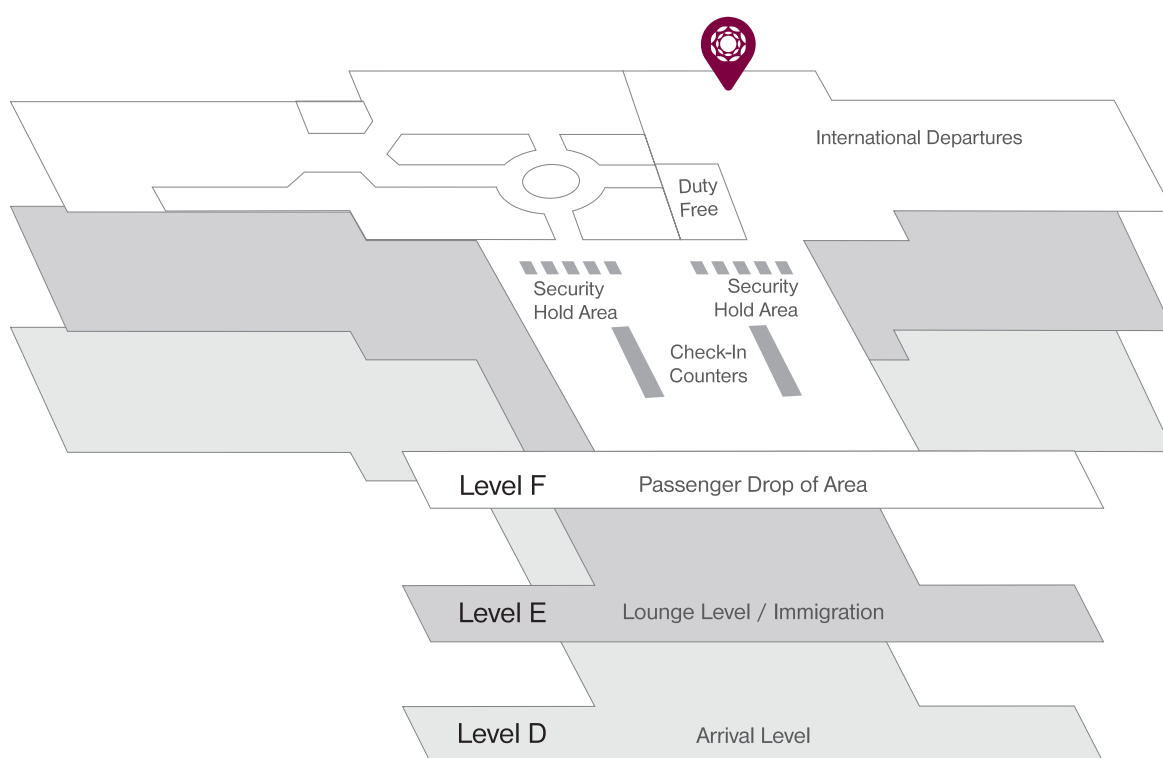 International Departures
Duty
Free
Security
Hold Area
Security
Hold Area
Check-In
Counters
Level F
Passenger Drop of Area
Level E
Lounge Level / Immigration
Level D
Arrival Level